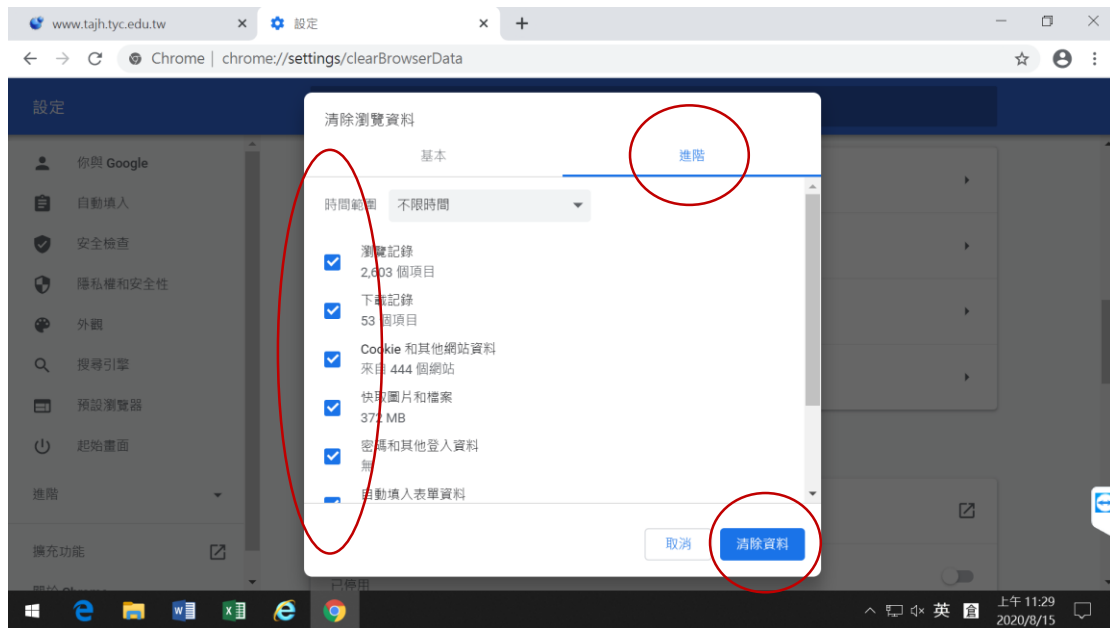 www.tajh.tyc.edu.tw
設定
Chrome | chrome://settings/clearBrowserData
設定
你與 Google
自動填入
安全檢查
隱私權和安全性
外觀
搜尋引擎
預設瀏覽器
起始畫面
進階
擴充功能
清除瀏覽資料
基本
進階
時間範圍 不限時間
瀏覽記錄
2,603 個項目
下載記錄
53 個項目
Cookie 和其他網站資料
來自 444 個網站
快取圖片和檔案
372 MB
密碼和其他登入資料
無
自動填入表單資料
取消
清除資料
已停用
英
倉
上午 11:29
2020/8/15